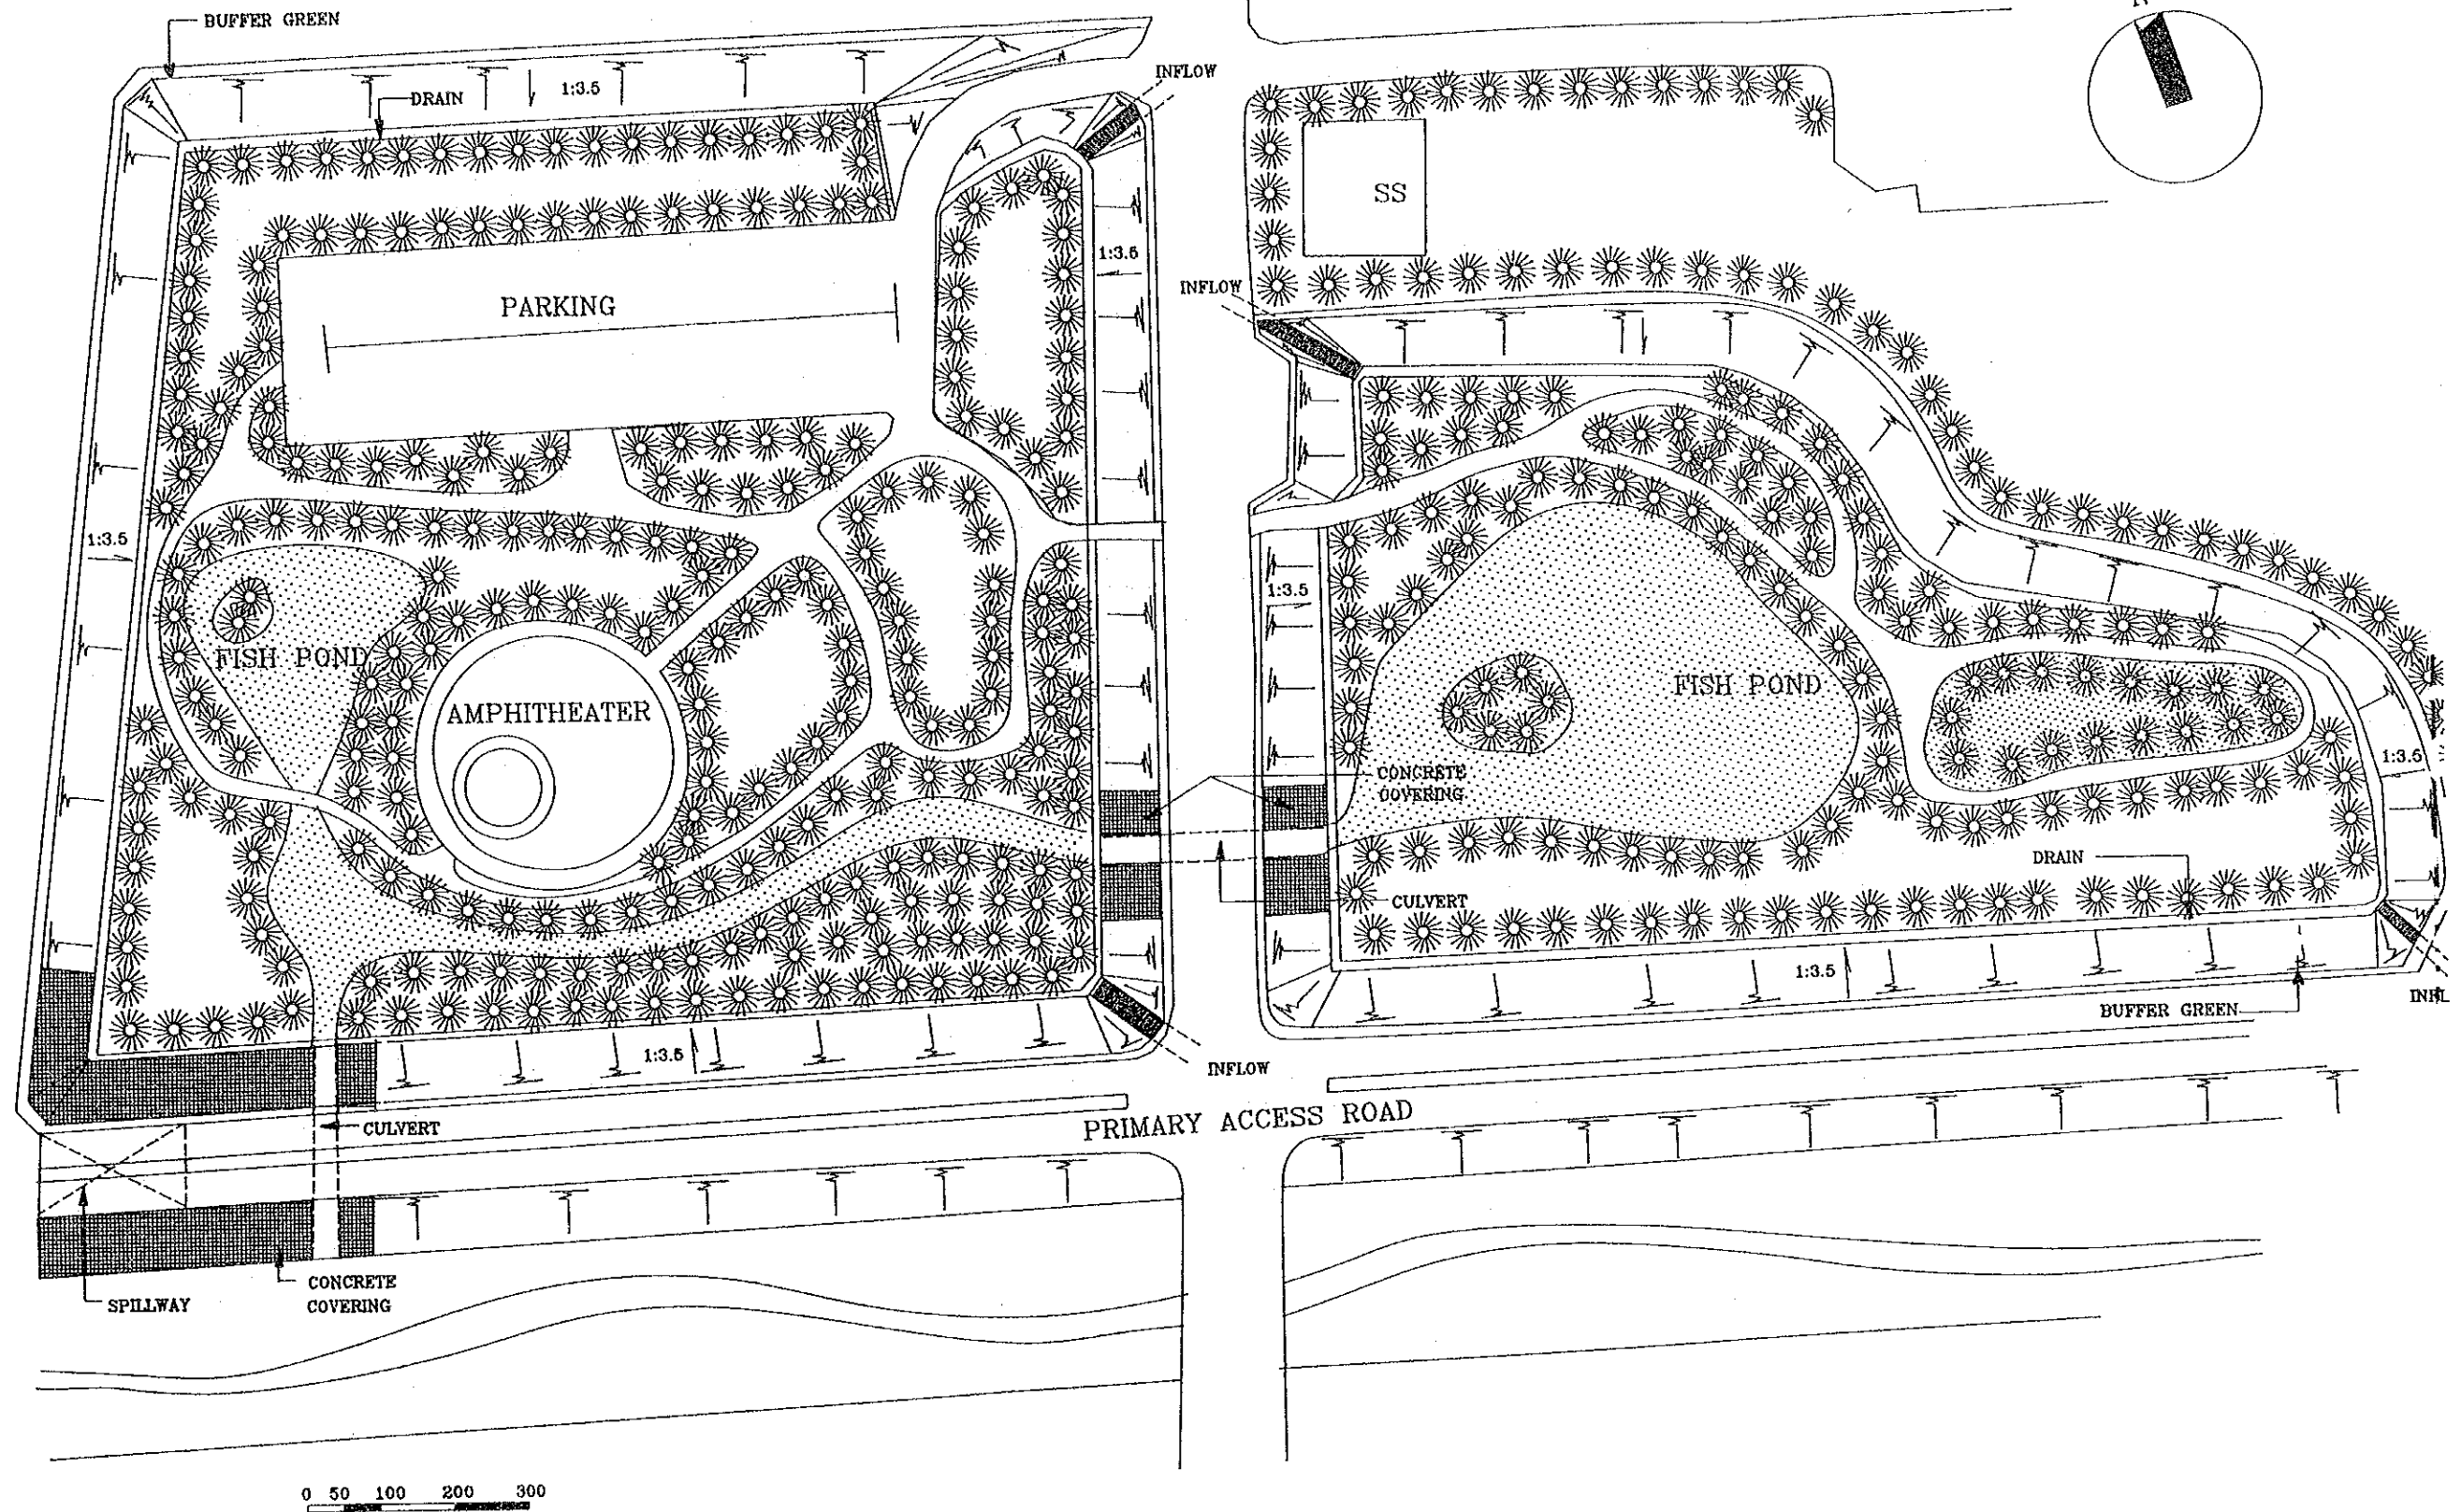 BUFFER GREEN
N
INFLOW
DRAIN
1:3.5
SS
1:3.5
INFLOW
PARKING
1:3.5
1:3.5
FISH POND
FISH POND
AMPHITHEATER
1:3.5
CONCRETE
COVERING
DRAIN
CULVERT
1:3.5
INFL
BUFFER GREEN
1:3.5
INFLOW
PRIMARY ACCESS ROAD
CULVERT
CONCRETE
COVERING
SPILLWAY
0 50 100 200 300